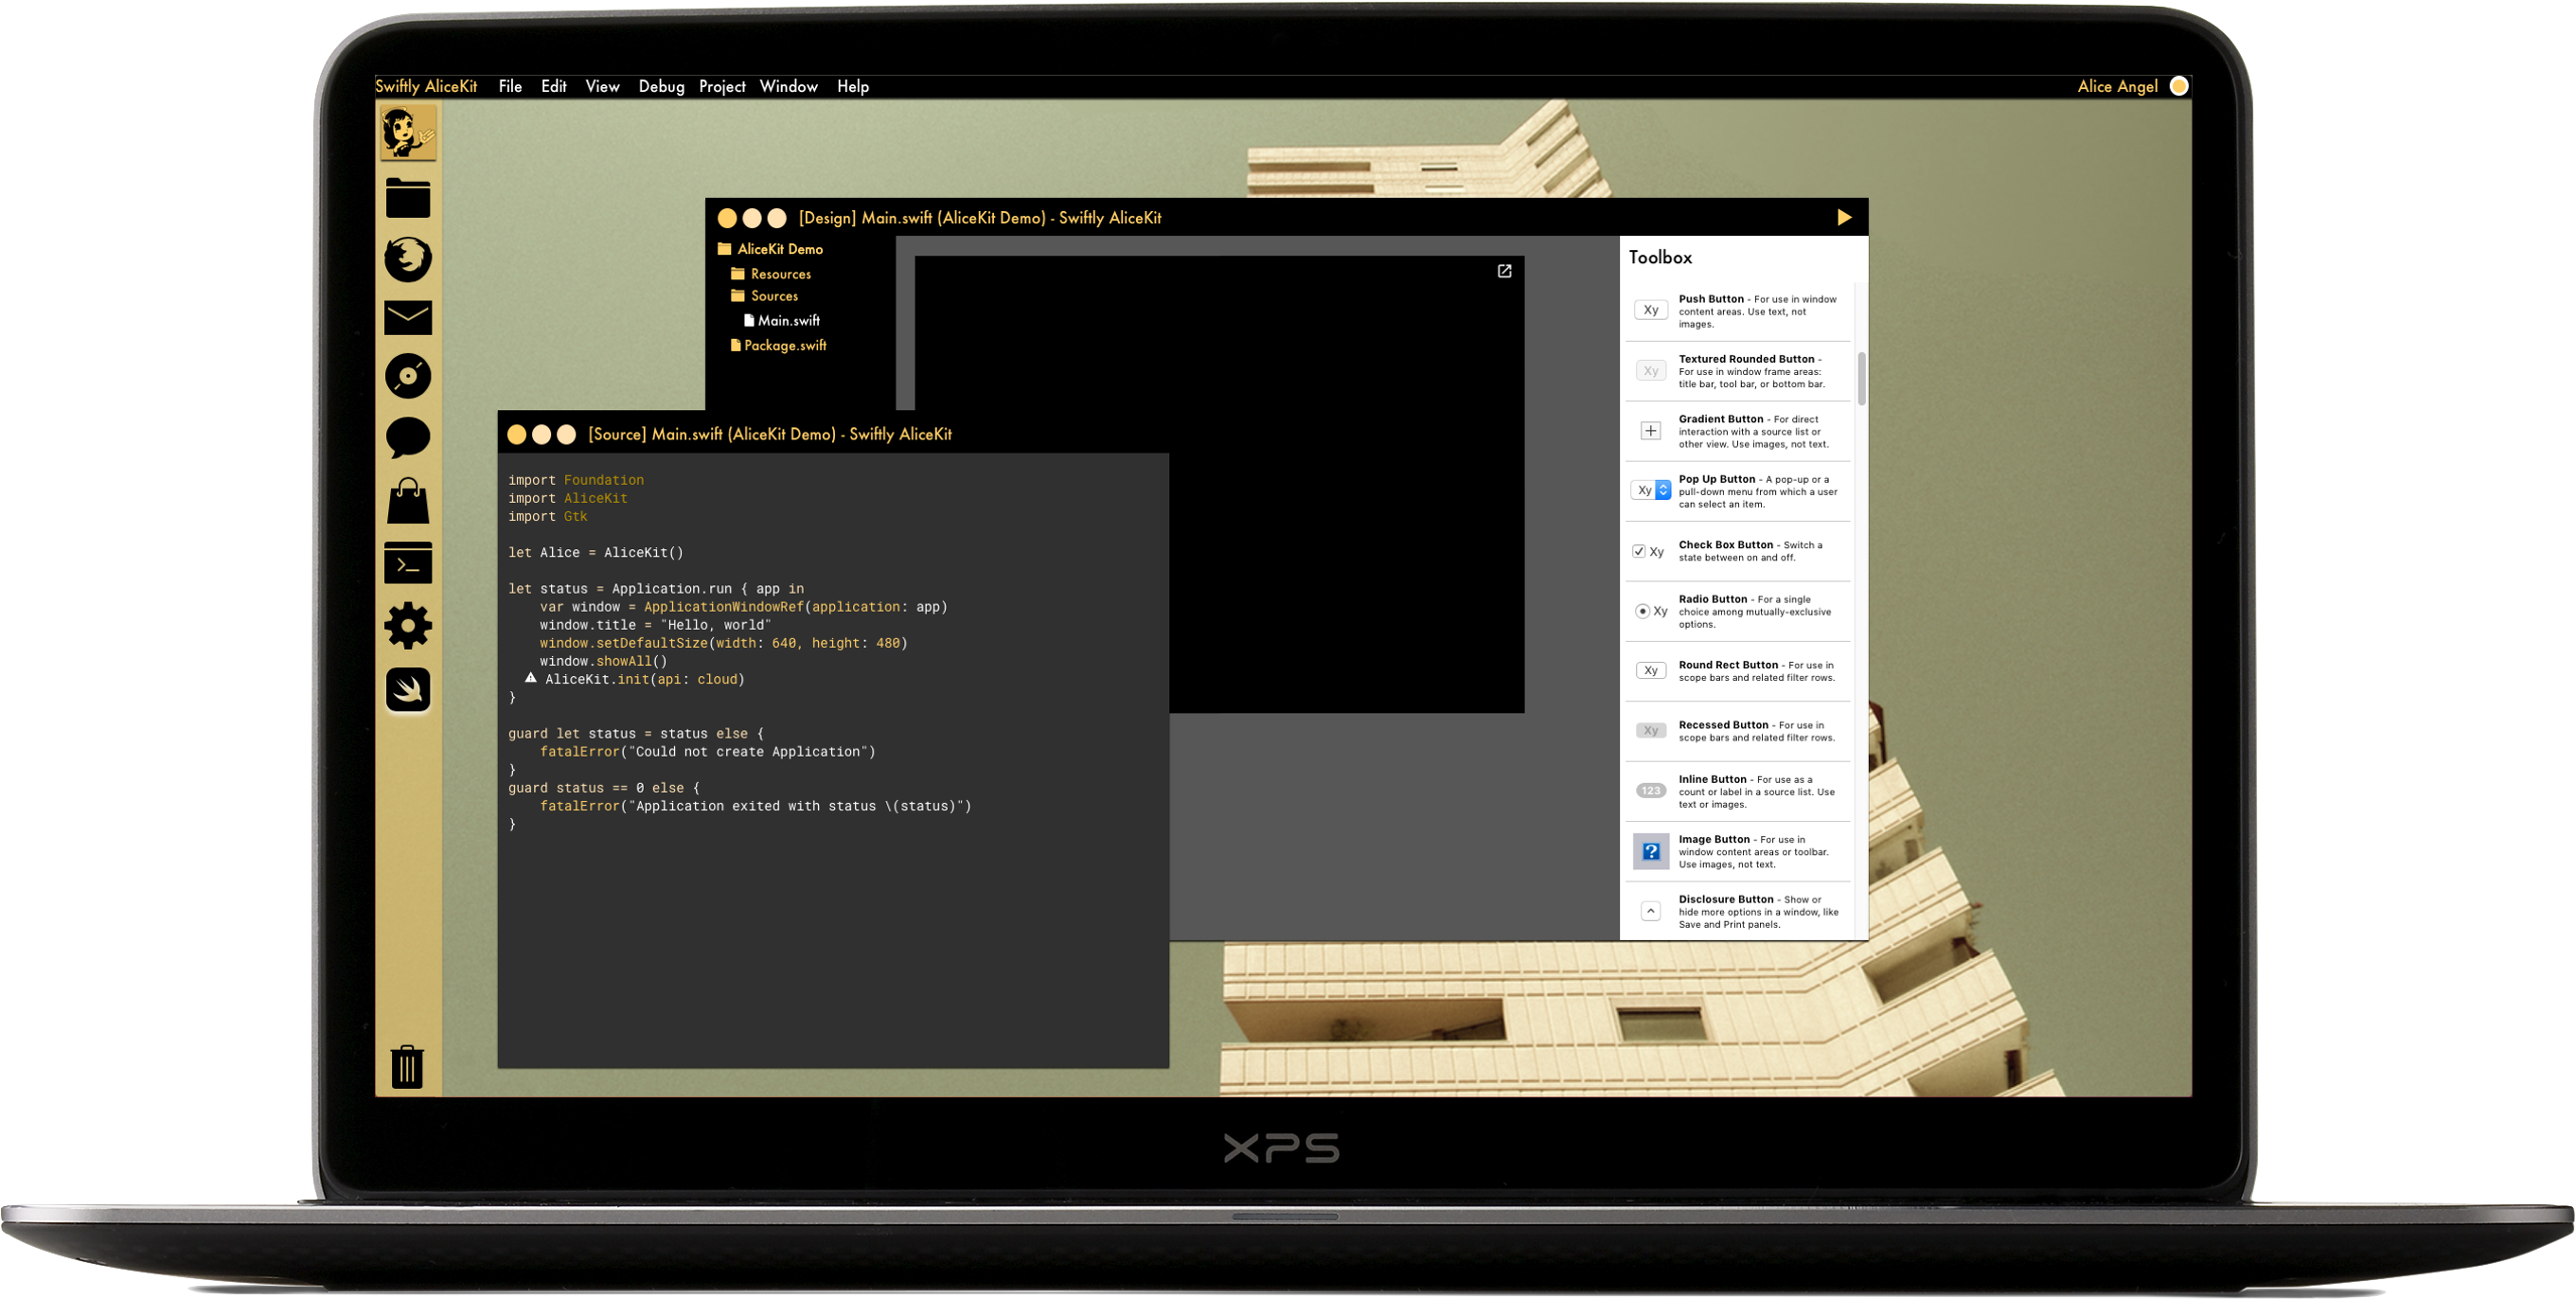 Swiftly AliceKit File Edit View Debug Project Window Help Alice Angel
[Design] Main.swift (AliceKit Demo) - Swiftly AliceKit
AliceKit Demo
Resources
Sources
Main.swift
Package.swift
Toolbox
Xy
Push Button - For use in window
content areas. Use text, not
images.
Xy
Textured Rounded Button -
For use in window frame areas:
title bar, tool bar, or bottom bar.
Gradient Button - For direct
interaction with a source list or
other view. Use images, not text.
Xy
Pop Up Button - A pop-up or a
pull-down menu from which a user
can select an item.
Xy
Check Box Button - Switch a
state between on and off.
Xy
Radio Button - For a single
choice among mutually-exclusive
options.
Xy
Round Rect Button - For use in
scope bars and related filter rows.
Xy
Recessed Button - For use in
scope bars and related filter rows.
123
Inline Button - For use as a
count or label in a source list. Use
text or images.
?
Image Button - For use in
window content areas or toolbar.
Use images, not text.
Disclosure Button - Show or
hide more options in a window, like
Save and Print panels.
[Source] Main.swift (AliceKit Demo) - Swiftly AliceKit
import Foundation
import AliceKit
import Gtk
let Alice = AliceKit()
let status = Application.run { app in
var window = ApplicationWindowRef(application: app)
window.title = "Hello, world"
window.setDefaultSize(width: 640, height: 480)
window.showAll()
AliceKit.init(api: cloud)
}
guard let status = status else {
fatalError("Could not create Application")
}
guard status == 0 else {
fatalError("Application exited with status \(status)")
}
>_
XPS